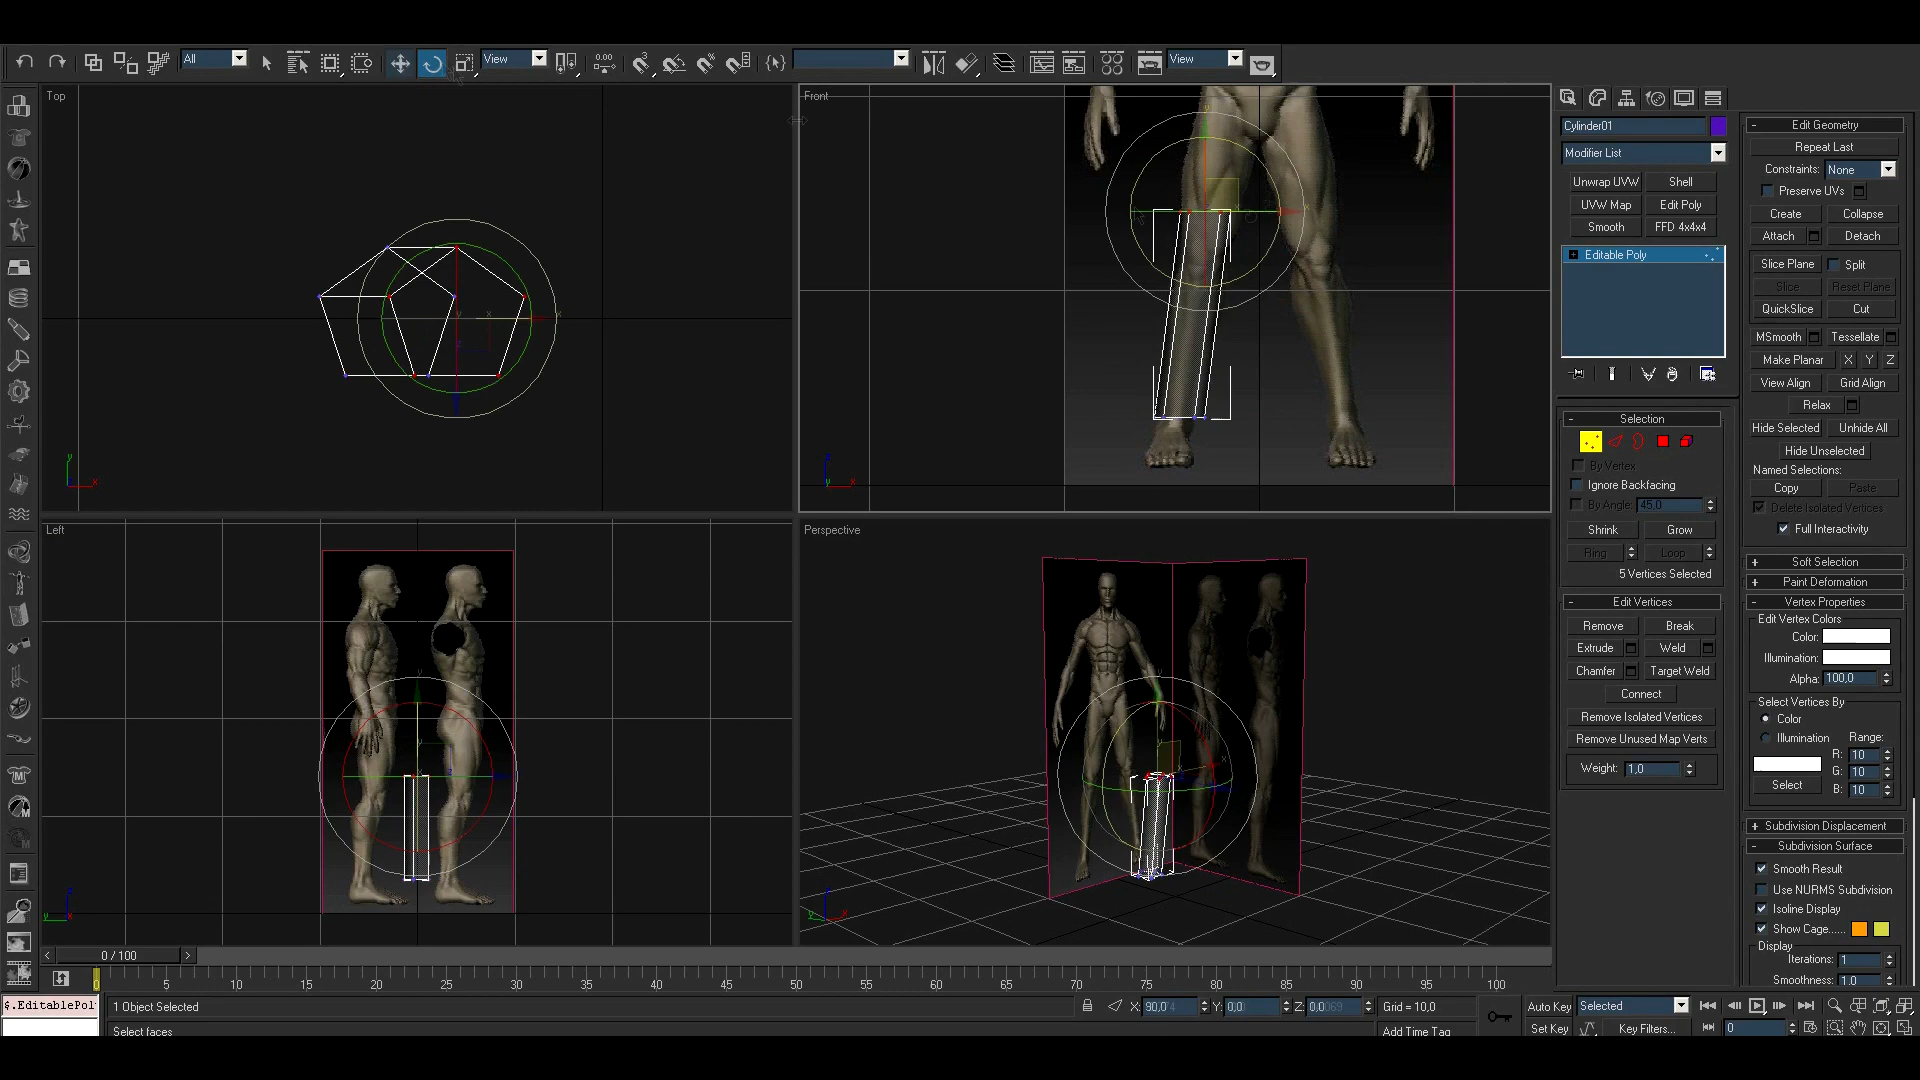 All
View
View
Top
Front
Left
Perspective
Cylinder01
Modifier List
Unwrap UVW
Shell
UVW Map
Edit Poly
Smooth
FFD 4x4x4
Editable Poly
- Selection
By Vertex
Ignore Backfacing
By Angle: 45,0
Shrink
Grow
Ring
Loop
5 Vertices Selected
- Edit Vertices
Remove
Break
Extrude
Weld
Chamfer
Target Weld
Connect
Remove Isolated Vertices
Remove Unused Map Verts
Weight: 1,0
- Edit Geometry
Repeat Last
Constraints: None
Preserve UVs
Create
Collapse
Attach
Detach
Slice Plane
Split
Slice
Reset Plane
QuickSlice
Cut
MSmooth
Tessellate
Make Planar
X
Y
Z
View Align
Grid Align
Relax
Hide Selected
Unhide All
Hide Unselected
Named Selections:
Copy
Paste
Delete Isolated Vertices
Full Interactivity
+ Soft Selection
+ Paint Deformation
- Vertex Properties
Edit Vertex Colors
Color:
Illumination:
Alpha: 100,0
Select Vertices By
Color
Illumination
Range:
R: 10
G: 10
B: 10
Select
+ Subdivision Displacement
- Subdivision Surface
Smooth Result
Use NURMS Subdivision
Isoline Display
Show Cage......
Display
Iterations: 1
Smoothness: 1,0
< 0 / 100 >
0 5 10 15 20 25 30 35 40 45 50 55 60 65 70 75 80 85 90 95 100
$.EditablePol
1 Object Selected
X: 90,0
Y: 0,0
Z: 0,0
Grid = 10,0
Auto Key
Selected
Select faces
Add Time Tag
Set Key
Key Filters...
0